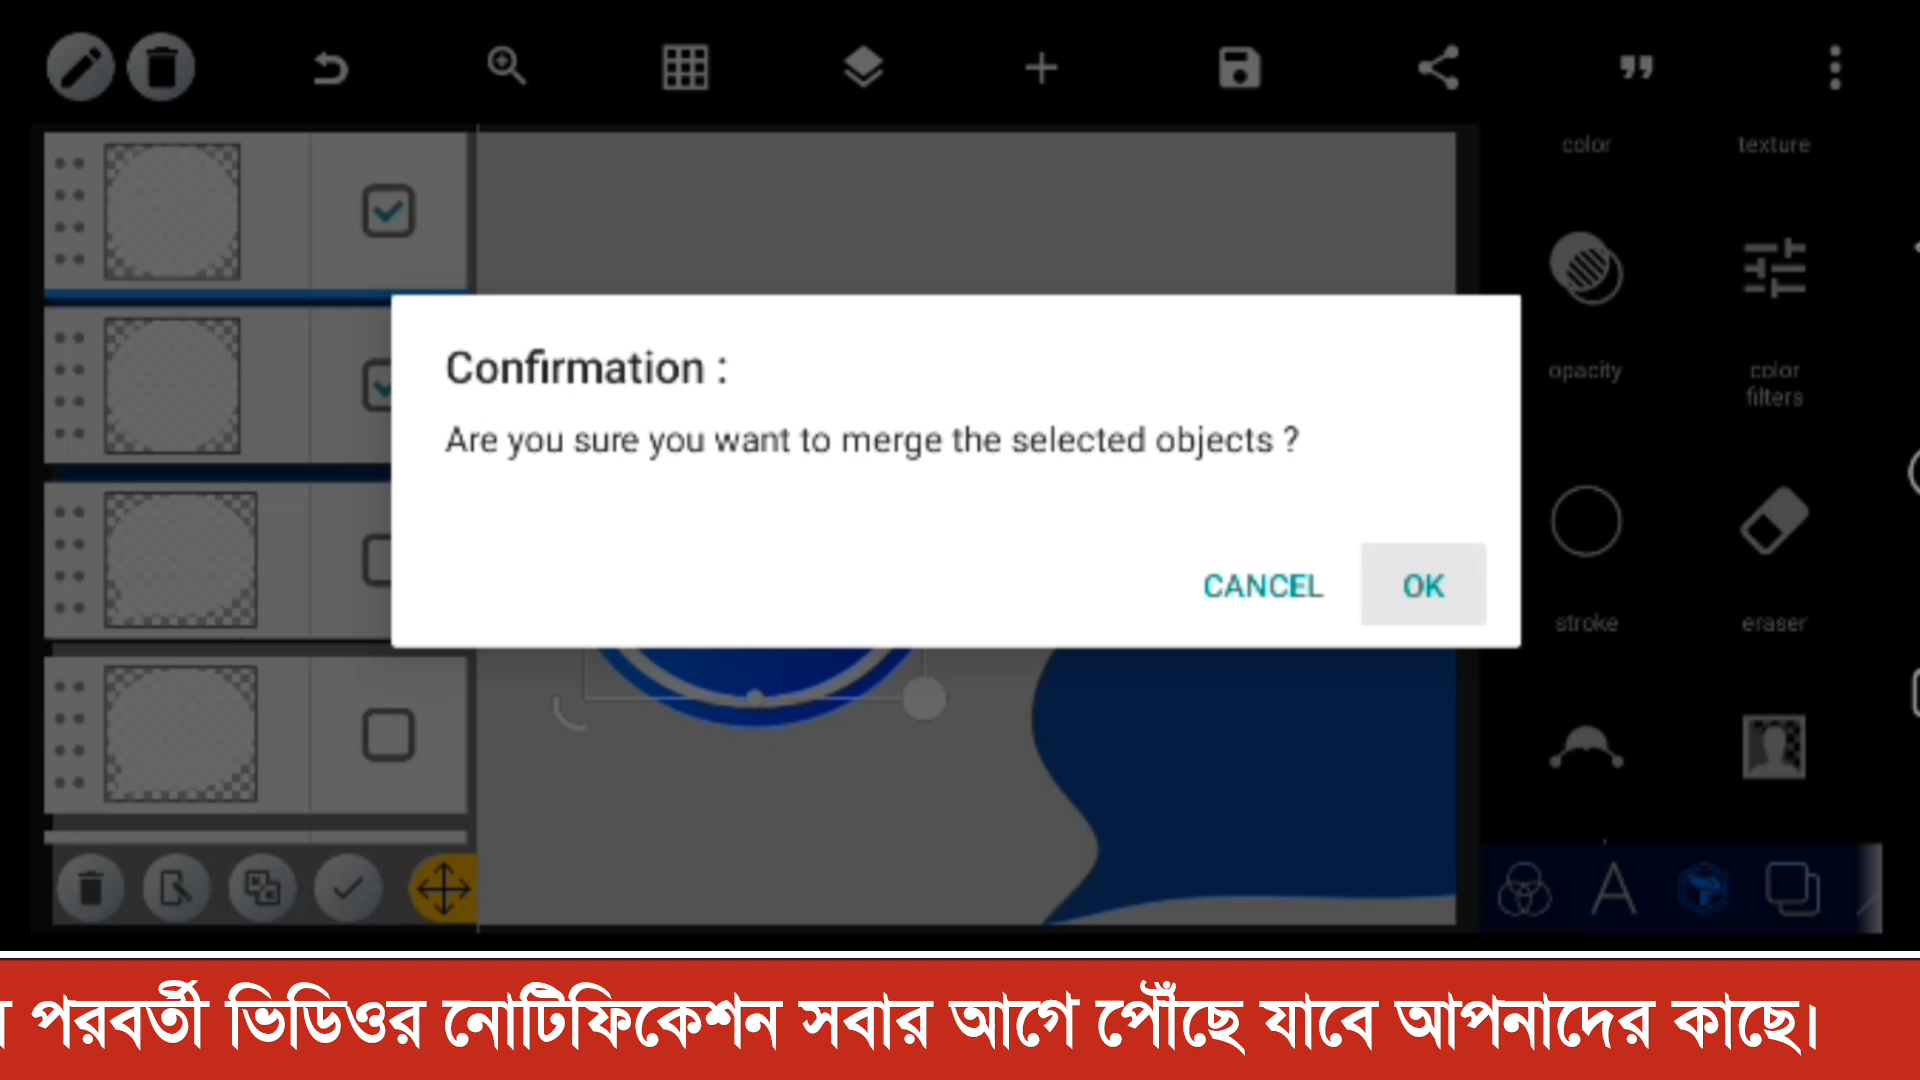 color
texture
opacity
color
filters
Confirmation :
Are you sure you want to merge the selected objects ?
CANCEL
OK
stroke
eraser
পরবর্তী ভিডিওর নোটিফিকেশন সবার আগে পৌঁছে যাবে আপনাদের কাছে।